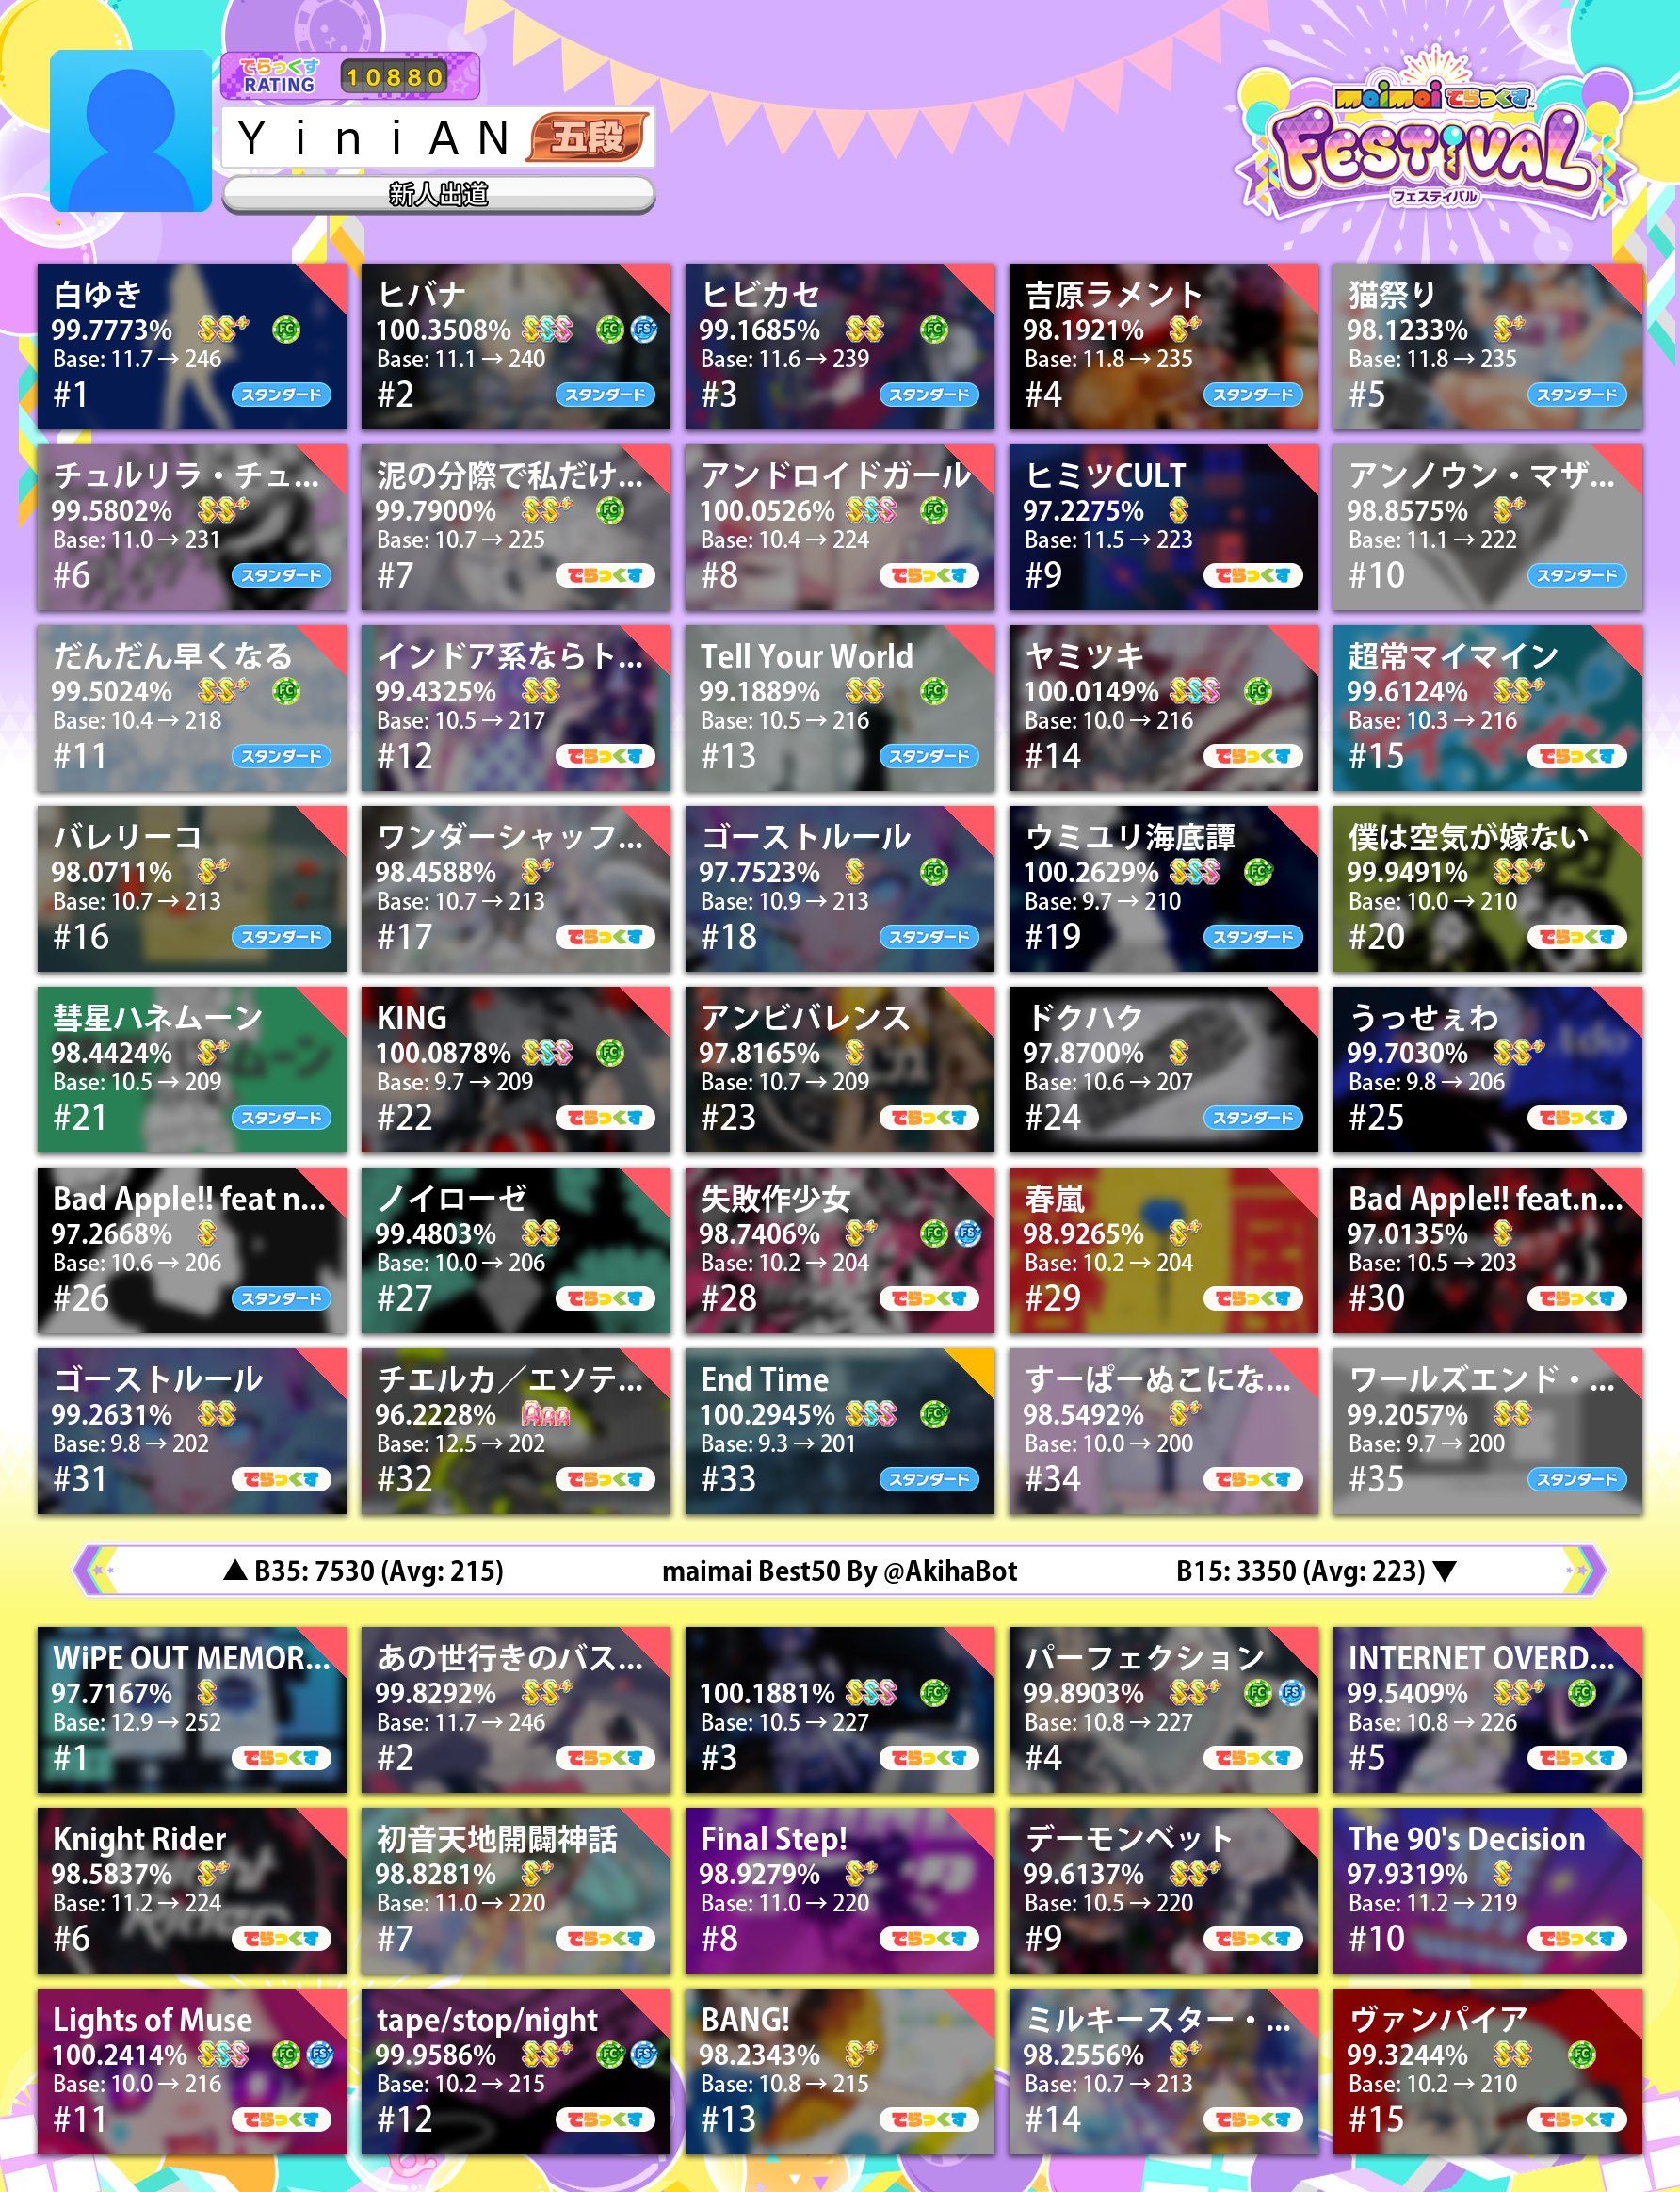 でらっくす
RATING
10880
maimai でらっくす
FESTiVAL
フェスティバル
YiniAN 五段
新人出道
白ゆき
99.7773% SS+ FC
Base: 11.7→246
#1 スタンダード
ヒバナ
100.3508% SSS FC FS+
Base: 11.1→240
#2 スタンダード
ヒビカセ
99.1685% SS FC
Base: 11.6→239
#3 スタンダード
吉原ラメント
98.1921% S+
Base: 11.8→235
#4 スタンダード
猫祭り
98.1233% S+
Base: 11.8→235
#5 スタンダード
チュルリラ・チュ...
99.5802% SS+
Base: 11.0→231
#6 スタンダード
泥の分際で私だけ...
99.7900% SS+ FC
Base: 10.7→225
#7 でらっくす
アンドロイドガール
100.0526% SSS FC
Base: 10.4→224
#8 でらっくす
ヒミツCULT
97.2275% S
Base: 11.5→223
#9 でらっくす
アンノウン・マザ...
98.8575% S+
Base: 11.1→222
#10 スタンダード
だんだん早くなる
99.5024% SS+ FC
Base: 10.4→218
#11 スタンダード
インドア系ならト...
99.4325% SS
Base: 10.5→217
#12 でらっくす
Tell Your World
99.1889% SS FC
Base: 10.5→216
#13 スタンダード
ヤミツキ
100.0149% SSS FC
Base: 10.0→216
#14 でらっくす
超常マイマイン
99.6124% SS+
Base: 10.3→216
#15 でらっくす
バレリーコ
98.0711% S+
Base: 10.7→213
#16 スタンダード
ワンダーシャッフ...
98.4588% S+
Base: 10.7→213
#17 でらっくす
ゴーストルール
97.7523% S FC
Base: 10.9→213
#18 スタンダード
ウミユリ海底譚
100.2629% SSS FC+
Base: 9.7→210
#19 スタンダード
僕は空気が嫁ない
99.9491% SS+
Base: 10.0→210
#20 でらっくす
彗星ハネムーン
98.4424% S+
Base: 10.5→209
#21 スタンダード
KING
100.0878% SSS FC
Base: 9.7→209
#22 でらっくす
アンビバレンス
97.8165% S
Base: 10.7→209
#23 でらっくす
ドクハク
97.8700% S
Base: 10.6→207
#24 スタンダード
うっせぇわ
99.7030% SS+
Base: 9.8→206
#25 でらっくす
Bad Apple!! feat n...
97.2668% S
Base: 10.6→206
#26 スタンダード
ノイローゼ
99.4803% SS
Base: 10.0→206
#27 でらっくす
失敗作少女
98.7406% S+ FC FS+
Base: 10.2→204
#28 でらっくす
春嵐
98.9265% S+
Base: 10.2→204
#29 でらっくす
Bad Apple!! feat.n...
97.0135% S
Base: 10.5→203
#30 でらっくす
ゴーストルール
99.2631% SS
Base: 9.8→202
#31 でらっくす
チエルカ／エソテ...
96.2228% AAA
Base: 12.5→202
#32 でらっくす
End Time
100.2945% SSS FC+
Base: 9.3→201
#33 スタンダード
すーぱーぬこにな...
98.5492% S+
Base: 10.0→200
#34 でらっくす
ワールズエンド・...
99.2057% SS
Base: 9.7→200
#35 スタンダード
▲ B35: 7530 (Avg: 215) maimai Best50 By @AkihaBot B15: 3350 (Avg: 223) ▼
WiPE OUT MEMOR...
97.7167% S
Base: 12.9→252
#1 でらっくす
あの世行きのバス...
99.8292% SS+
Base: 11.7→246
#2 でらっくす
100.1881% SSS FC+
Base: 10.5→227
#3 でらっくす
パーフェクション
99.8903% SS+ FC FS
Base: 10.8→227
#4 でらっくす
INTERNET OVERD...
99.5409% SS+ FC
Base: 10.8→226
#5 でらっくす
Knight Rider
98.5837% S+
Base: 11.2→224
#6 でらっくす
初音天地開闢神話
98.8281% S+
Base: 11.0→220
#7 でらっくす
Final Step!
98.9279% S+
Base: 11.0→220
#8 でらっくす
デーモンベット
99.6137% SS+
Base: 10.5→220
#9 でらっくす
The 90's Decision
97.9319% S
Base: 11.2→219
#10 でらっくす
Lights of Muse
100.2414% SSS FC FS+
Base: 10.0→216
#11 でらっくす
tape/stop/night
99.9586% SS+ FC+ FS+
Base: 10.2→215
#12 でらっくす
BANG!
98.2343% S+
Base: 10.8→215
#13 でらっくす
ミルキースター・...
98.2556% S+
Base: 10.7→213
#14 でらっくす
ヴァンパイア
99.3244% SS FC
Base: 10.2→210
#15 でらっくす